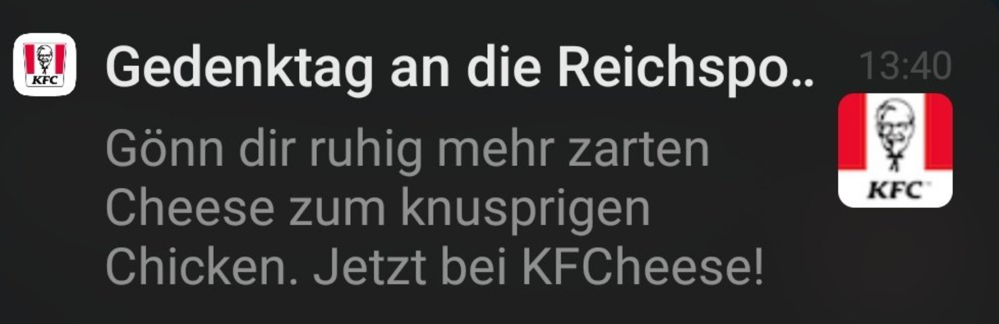 KFC
Gedenktag an die Reichspo..
13:40
KFC
Gönn dir ruhig mehr zarten
Cheese zum knusprigen
Chicken. Jetzt bei KFCheese!